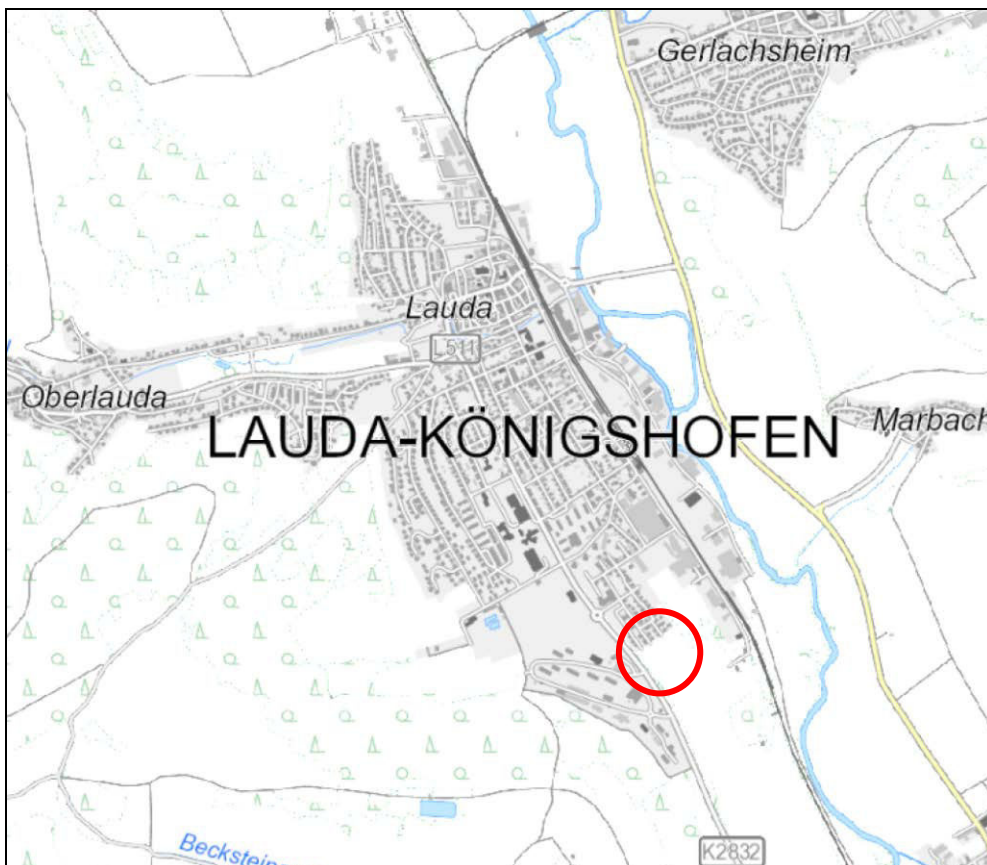 Gerlachsheim
Lauda
L511
Oberlauda
Marbach
LAUDA-KÖNIGSHOFEN
K2832